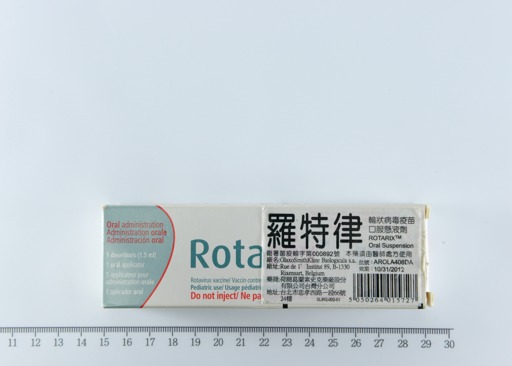 Oral administration
Administration orale
Administración oral
1 dose/dosis (1.5 ml)
1 oral applicator
1 applicateur pour
administration orale
1 aplicador oral
Rota
Rotavirus vaccine/ Vaccin contre
Pediatric use/ Usage pediatri
Do not inject/ Ne pa
羅特律
輪狀病毒疫苗
口服懸液劑
ROTARIX™
Oral Suspension
衛署菌疫輸字第000892號 本藥須由醫師處方使用
廠名:GlaxoSmithKline Biologicals s.a.
批號: AROLA408DA
廠址:Rue de l' Institut 89, B-1330
Rixensart, Belgium
效期: 10/31/2012
藥商:荷商葛蘭素史克藥廠股份
有限公司台灣分公司
地址:台北市忠孝西路一段66號
24樓
5 050264 015727
11 12 13 14 15 16 17 18 19 20 21 22 23 24 25 26 27 28 29 30